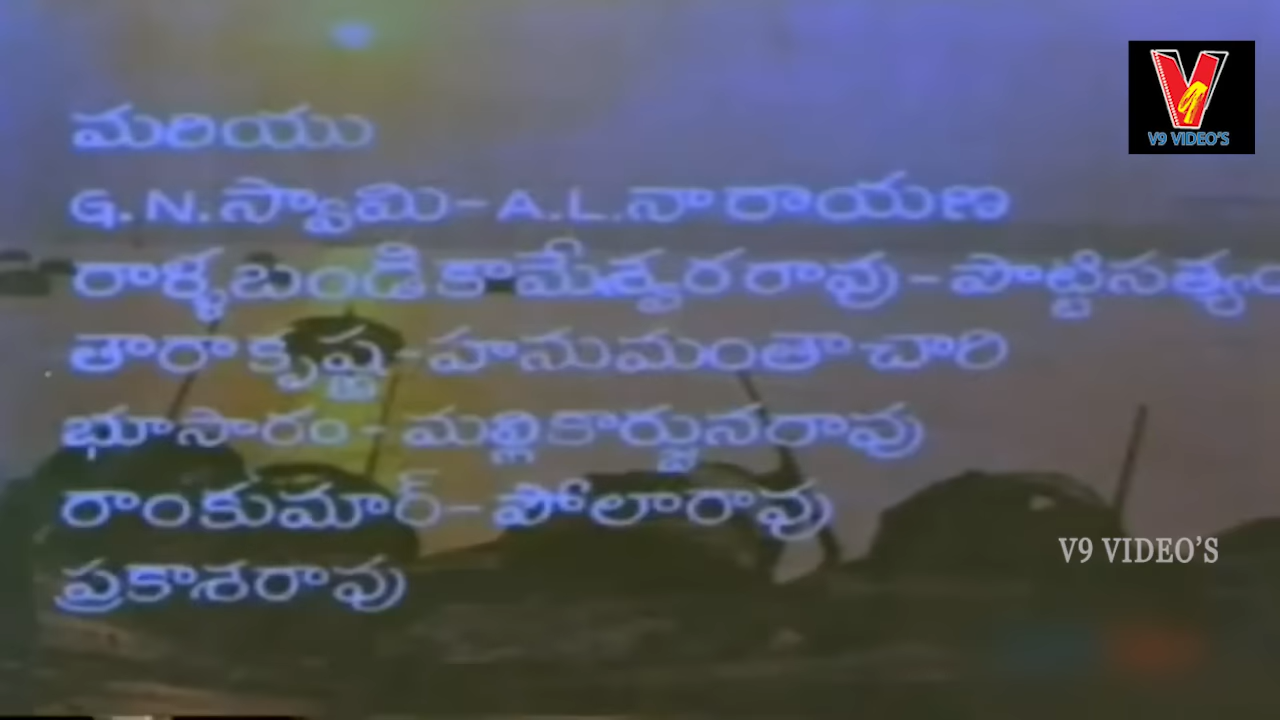 మరియు
G.N.స్వామి-A.L.నారాయణ
రాళ్ళబండి కామేశ్వరరావు-పొట్టిసత్యం
తారాకృష్ణ-హనుమంతాచారి
భూసారం-మల్లికార్జునరావు
రాంకుమార్-పోలారావు
ప్రకాశరావు
V9 VIDEO'S
V9 VIDEO'S